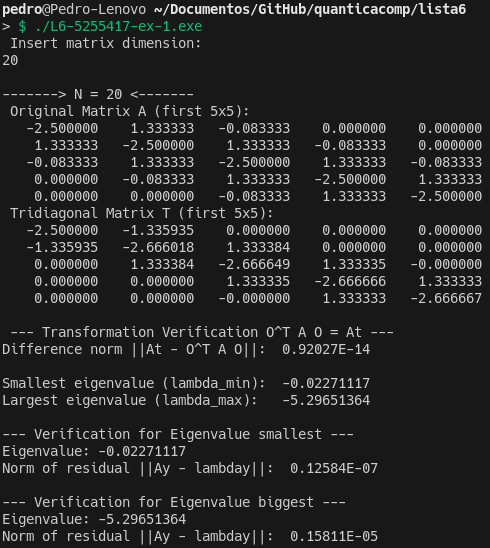 pedro@Pedro-Lenovo ~/Documentos/GitHub/quanticacomp/lista6
> $ ./L6-5255417-ex-1.exe
Insert matrix dimension:
20
-------> N = 20 <-------
Original Matrix A (first 5x5):
-2.500000 1.333333 -0.083333 0.000000 0.000000
1.333333 -2.500000 1.333333 -0.083333 0.000000
-0.083333 1.333333 -2.500000 1.333333 -0.083333
0.000000 -0.083333 1.333333 -2.500000 1.333333
0.000000 0.000000 -0.083333 1.333333 -2.500000
Tridiagonal Matrix T (first 5x5):
-2.500000 -1.335935 0.000000 0.000000 0.000000
-1.335935 -2.666018 1.333384 0.000000 0.000000
0.000000 1.333384 -2.666649 1.333335 -0.000000
0.000000 0.000000 1.333335 -2.666666 1.333333
0.000000 0.000000 -0.000000 1.333333 -2.666667
--- Transformation Verification O^T A O = At ---
Difference norm ||At - O^T A O||: 0.92027E-14
Smallest eigenvalue (lambda_min): -0.02271117
Largest eigenvalue (lambda_max): -5.29651364
--- Verification for Eigenvalue smallest ---
Eigenvalue: -0.02271117
Norm of residual ||Ay - lambday||: 0.12584E-07
--- Verification for Eigenvalue biggest ---
Eigenvalue: -5.29651364
Norm of residual ||Ay - lambday||: 0.15811E-05